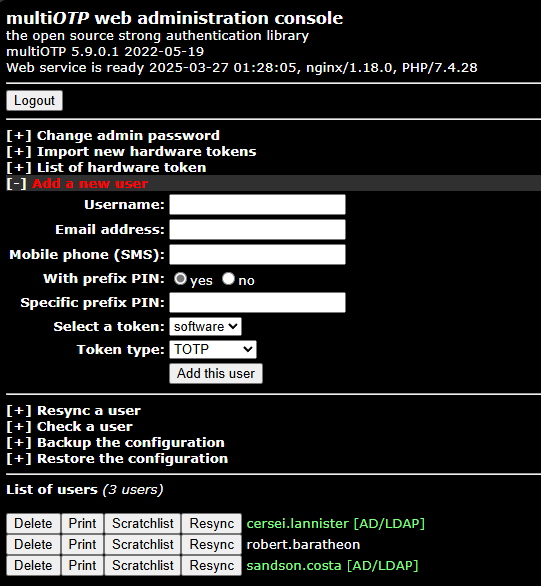 multiOTP web administration console
the open source strong authentication library
multiOTP 5.9.0.1 2022-05-19
Web service is ready 2025-03-27 01:28:05, nginx/1.18.0, PHP/7.4.28
Logout
[+] Change admin password
[+] Import new hardware tokens
[+] List of hardware token
[-] Add a new user
Username:
Email address:
Mobile phone (SMS):
With prefix PIN: yes no
Specific prefix PIN:
Select a token: software
Token type: TOTP
Add this user
[+] Resync a user
[+] Check a user
[+] Backup the configuration
[+] Restore the configuration
List of users (3 users)
Delete Print Scratchlist Resync cersei.lannister [AD/LDAP]
Delete Print Scratchlist Resync robert.baratheon
Delete Print Scratchlist Resync sandson.costa [AD/LDAP]